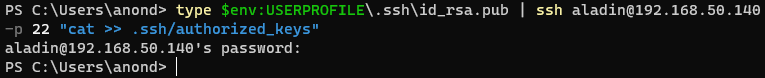 PS C:\Users\anond> type $env:USERPROFILE\.ssh\id_rsa.pub | ssh aladin@192.168.50.140
-p 22 "cat >> .ssh/authorized_keys"
aladin@192.168.50.140's password:
PS C:\Users\anond>